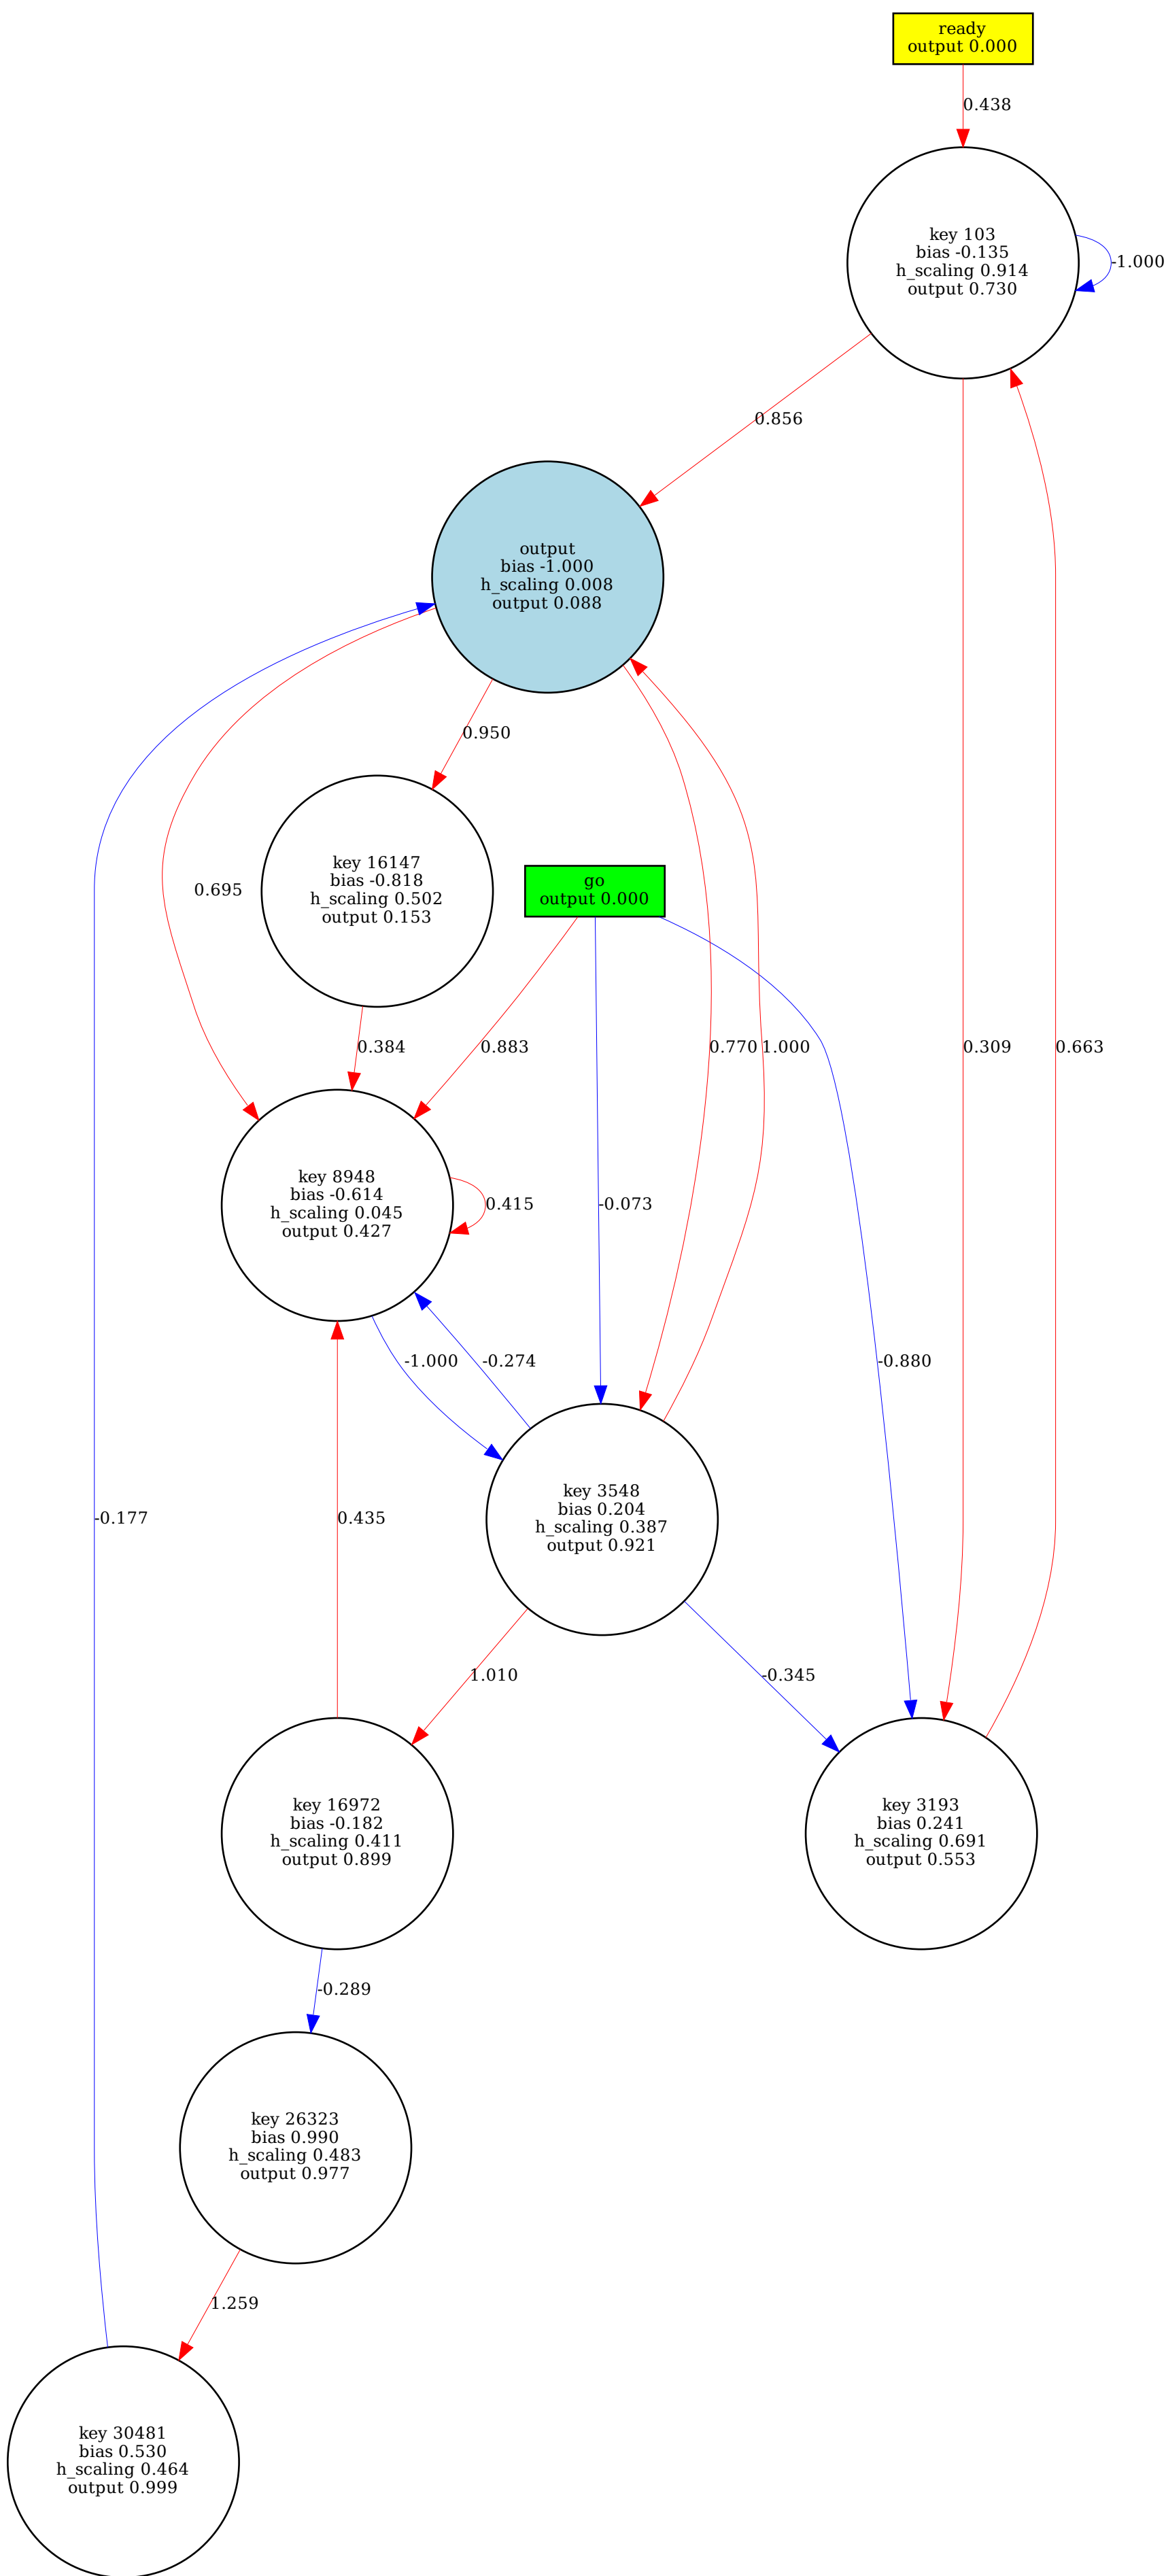 ready
output 0.000
0.438
key 103
bias -0.135
h_scaling 0.914
output 0.730
-1.000
0.856
output
bias -1.000
h_scaling 0.008
output 0.088
0.950
key 16147
bias -0.818
h_scaling 0.502
output 0.153
go
output 0.000
0.695
0.384
0.883
0.770
1.000
0.309
0.663
key 8948
bias -0.614
h_scaling 0.045
output 0.427
0.415
-0.073
-1.000
-0.274
-0.880
key 3548
bias 0.204
h_scaling 0.387
output 0.921
-0.177
0.435
1.010
-0.345
key 16972
bias -0.182
h_scaling 0.411
output 0.899
key 3193
bias 0.241
h_scaling 0.691
output 0.553
-0.289
key 26323
bias 0.990
h_scaling 0.483
output 0.977
1.259
key 30481
bias 0.530
h_scaling 0.464
output 0.999